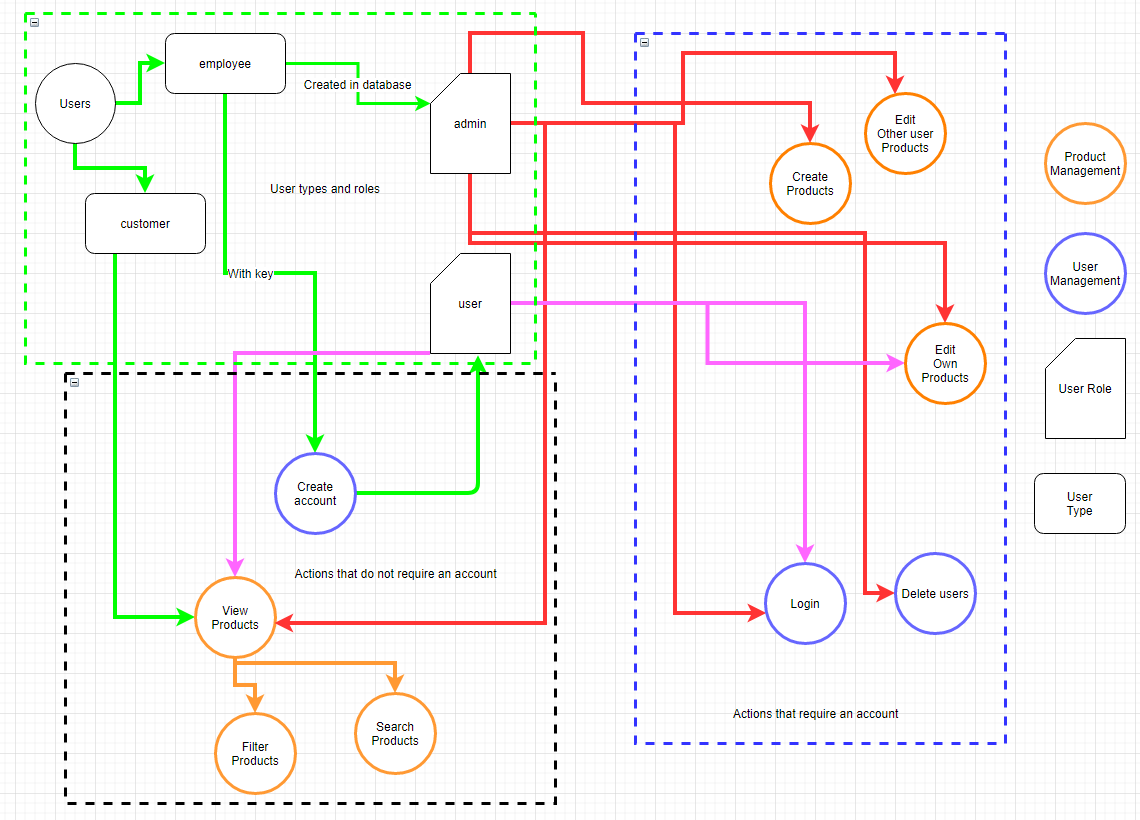 Users
employee
Created in database
admin
customer
User types and roles
With key
user
Create
account
Actions that do not require an account
View
Products
Filter
Products
Search
Products
Edit
Other user
Products
Create
Products
Edit
Own
Products
Login
Delete users
Actions that require an account
Product
Management
User
Management
User Role
User
Type